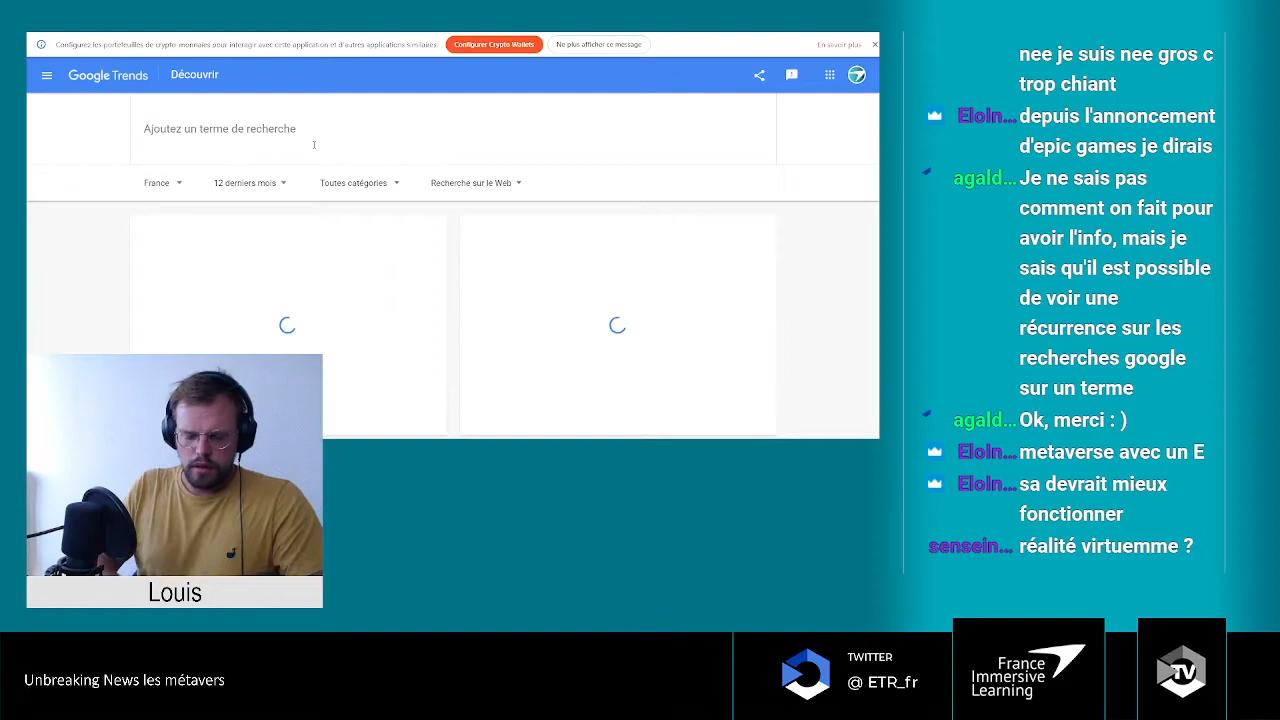 Configurez les portefeuilles de crypto-monnaies pour interagir avec cette application et d'autres applications similaires.
Configurer Crypto Wallets
Ne plus afficher ce message
En savoir plus
Google Trends
Découvrir
Ajoutez un terme de recherche
France
12 derniers mois
Toutes catégories
Recherche sur le Web
Louis
nee je suis nee gros c
trop chiant
EloIn... depuis l'annoncement
d'epic games je dirais
agald... Je ne sais pas
comment on fait pour
avoir l'info, mais je
sais qu'il est possible
de voir une
récurrence sur les
recherches google
sur un terme
agald... Ok, merci : )
EloIn... metaverse avec un E
EloIn... sa devrait mieux
fonctionner
sensein... réalité virtuemme ?
Unbreaking News les métavers
TWITTER
@ ETR_fr
France
Immersive
Learning
TV